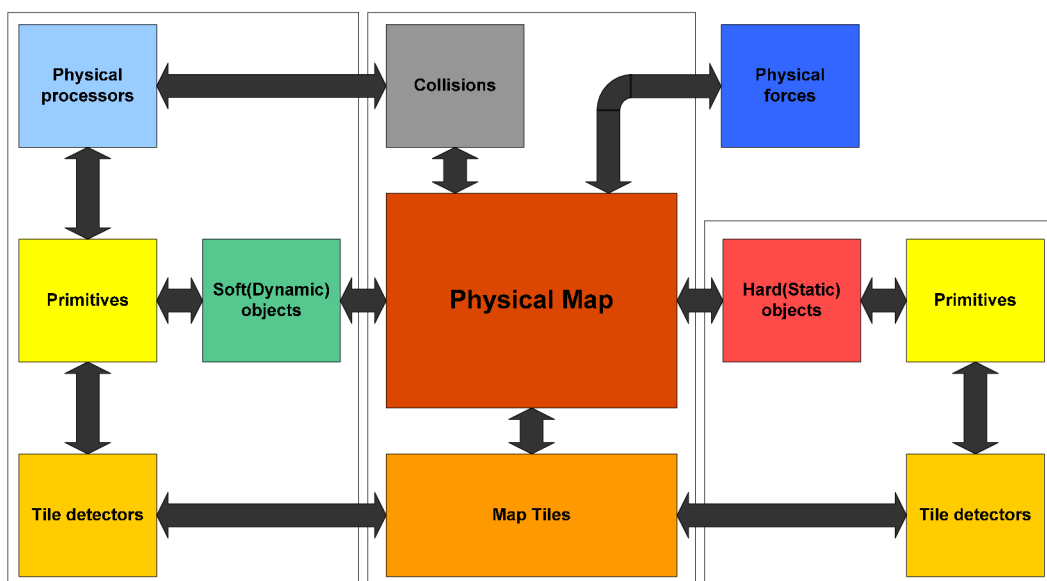 Physical
processors
Collisions
Physical
forces
Primitives
Soft(Dynamic)
objects
Physical Map
Hard(Static)
objects
Primitives
Tile detectors
Map Tiles
Tile detectors